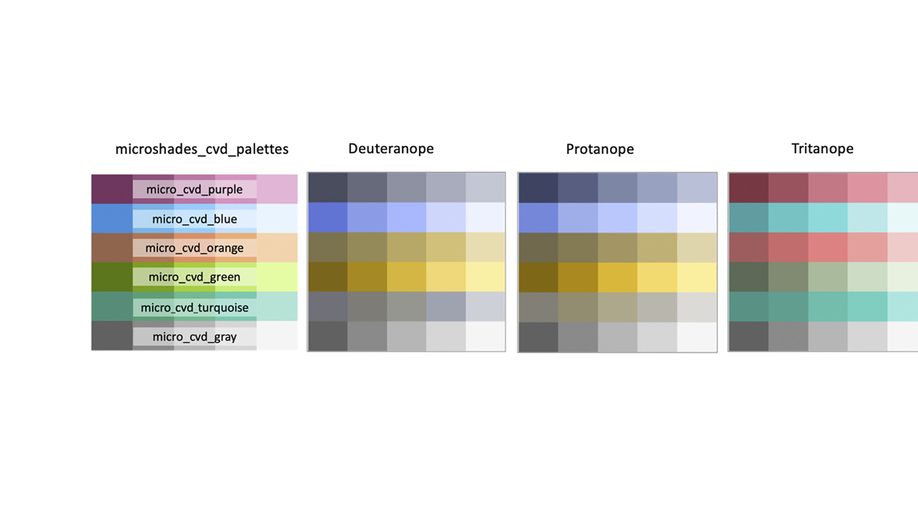 microshades_cvd_palettes
Deuteranope
Protanope
Tritanope
micro_cvd_purple
micro_cvd_blue
micro_cvd_orange
micro_cvd_green
micro_cvd_turquoise
micro_cvd_gray